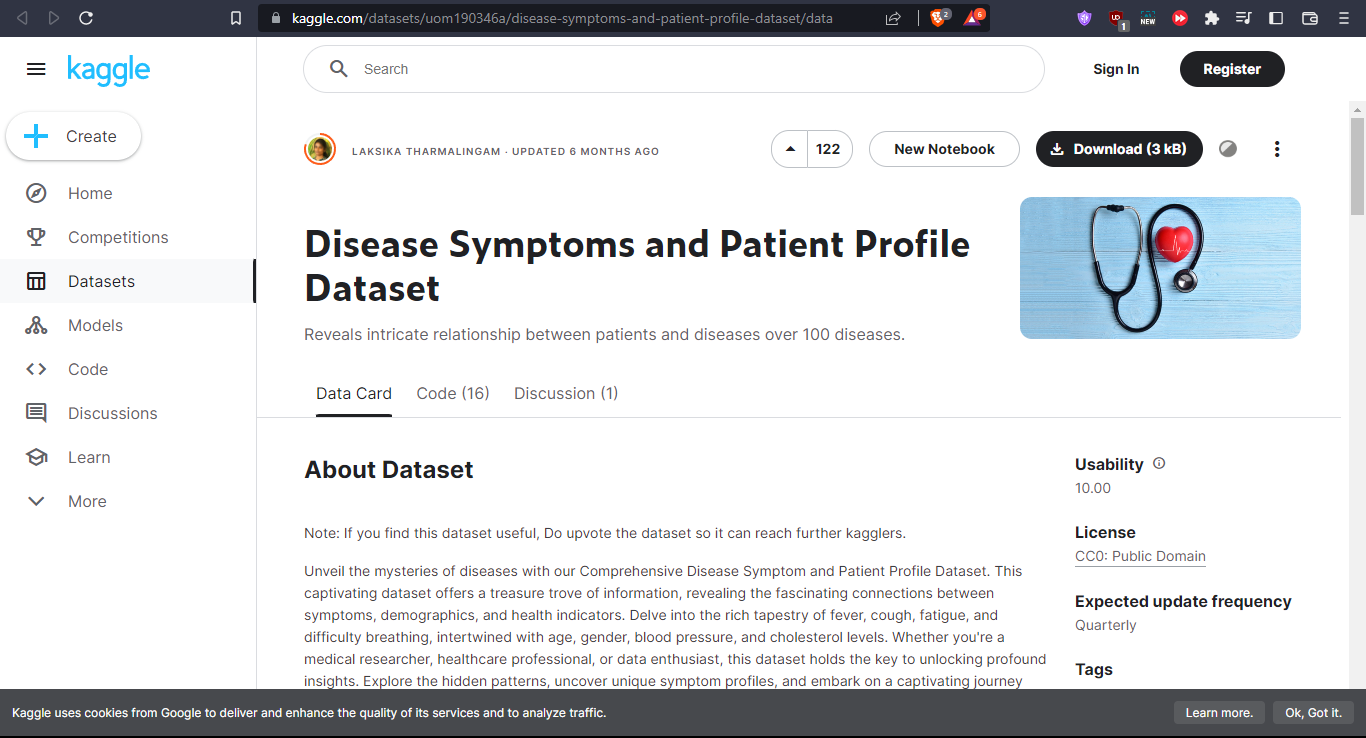 kaggle.com/datasets/uom190346a/disease-symptoms-and-patient-profile-dataset/data
2
6
UD
1
NEW
kaggle
Search
Sign In
Register
Create
Home
Competitions
Datasets
Models
Code
Discussions
Learn
More
LAKSIKA THARMALINGAM · UPDATED 6 MONTHS AGO
122
New Notebook
Download (3 kB)
Disease Symptoms and Patient Profile
Dataset
Reveals intricate relationship between patients and diseases over 100 diseases.
Data Card
Code (16)
Discussion (1)
About Dataset
Note: If you find this dataset useful, Do upvote the dataset so it can reach further kagglers.
Unveil the mysteries of diseases with our Comprehensive Disease Symptom and Patient Profile Dataset. This
captivating dataset offers a treasure trove of information, revealing the fascinating connections between
symptoms, demographics, and health indicators. Delve into the rich tapestry of fever, cough, fatigue, and
difficulty breathing, intertwined with age, gender, blood pressure, and cholesterol levels. Whether you're a
medical researcher, healthcare professional, or data enthusiast, this dataset holds the key to unlocking profound
insights. Explore the hidden patterns, uncover unique symptom profiles, and embark on a captivating journey
Usability
10.00
License
CC0: Public Domain
Expected update frequency
Quarterly
Tags
Kaggle uses cookies from Google to deliver and enhance the quality of its services and to analyze traffic.
Learn more.
Ok, Got it.